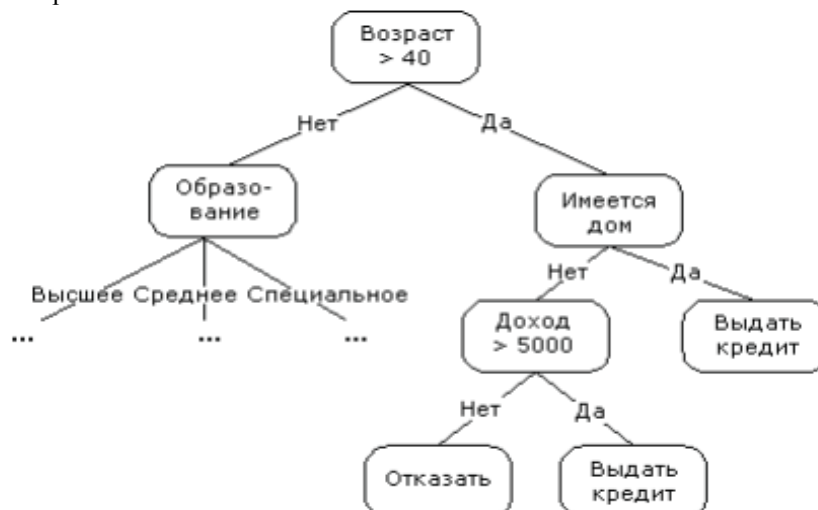 Возраст
> 40
Нет
Да
Образо-
вание
Имеется
дом
Высшее Среднее Специальное
Нет
Да
...
...
...
Доход
> 5000
Выдать
кредит
Нет
Да
Отказать
Выдать
кредит